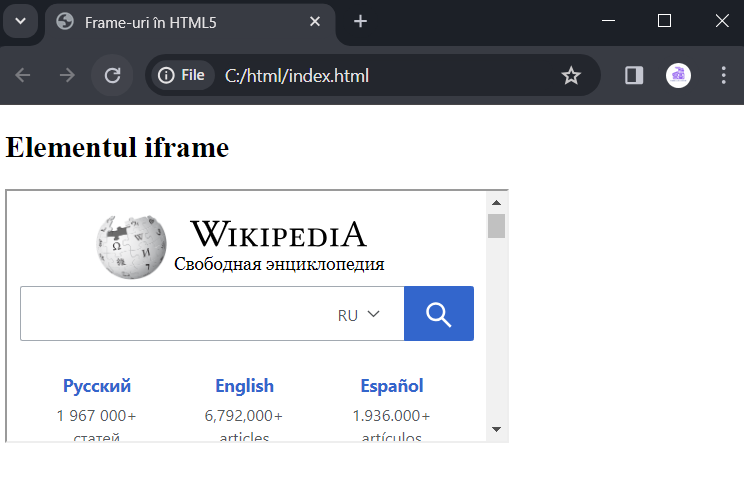 Frame-uri în HTML5
File C:/html/index.html
Elementul iframe
WIKIPEDIA
Свободная энциклопедия
RU
Русский English Español
1 967 000+ 6,792,000+ 1.936.000+
статей articles artículos